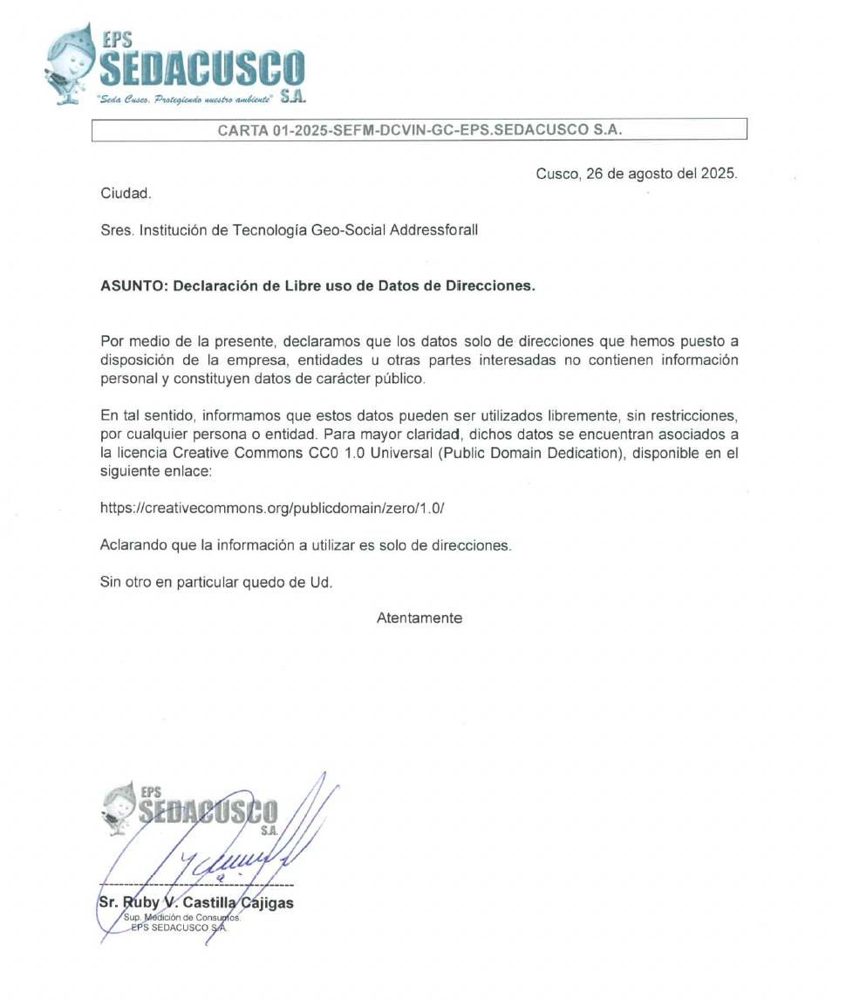 EPS
SEDACUSCO
"Seda Cusco. Protegiendo nuestro ambiente" S.A.
CARTA 01-2025-SEFM-DCVIN-GC-EPS.SEDACUSCO S.A.
Cusco, 26 de agosto del 2025.
Ciudad.
Sres. Institución de Tecnología Geo-Social Addressforall
ASUNTO: Declaración de Libre uso de Datos de Direcciones.
Por medio de la presente, declaramos que los datos solo de direcciones que hemos puesto a
disposición de la empresa, entidades u otras partes interesadas no contienen información
personal y constituyen datos de carácter público.
En tal sentido, informamos que estos datos pueden ser utilizados libremente, sin restricciones,
por cualquier persona o entidad. Para mayor claridad, dichos datos se encuentran asociados a
la licencia Creative Commons CC0 1.0 Universal (Public Domain Dedication), disponible en el
siguiente enlace:
https://creativecommons.org/publicdomain/zero/1.0/
Aclarando que la información a utilizar es solo de direcciones.
Sin otro en particular quedo de Ud.
Atentamente
EPS
SEDACUSCO
S.A.
Sr. Ruby V. Castilla Cajigas
Sup. Medición de Consumos.
EPS SEDACUSCO S.A.